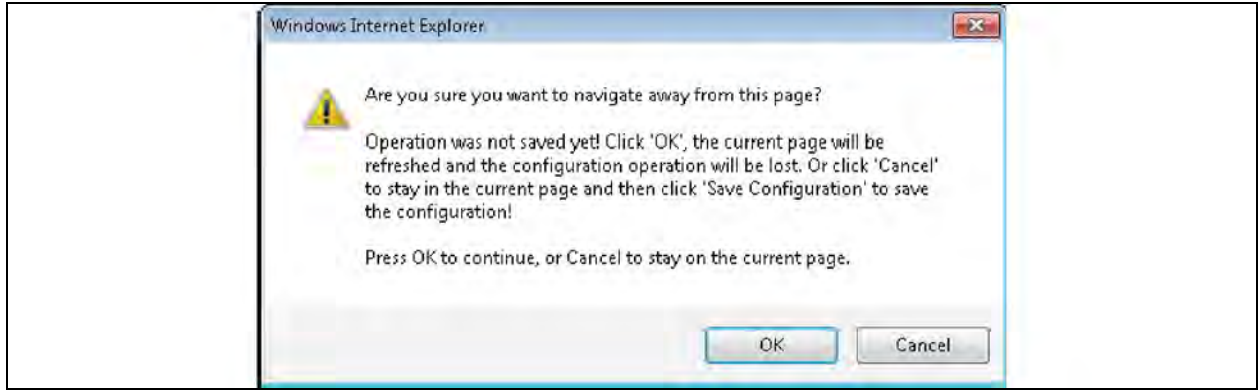 Windows Internet Explorer
Are you sure you want to navigate away from this page?
Operation was not saved yet! Click 'OK', the current page will be
refreshed and the configuration operation will be lost. Or click 'Cancel'
to stay in the current page and then click 'Save Configuration' to save
the configuration!
Press OK to continue, or Cancel to stay on the current page.
OK
Cancel